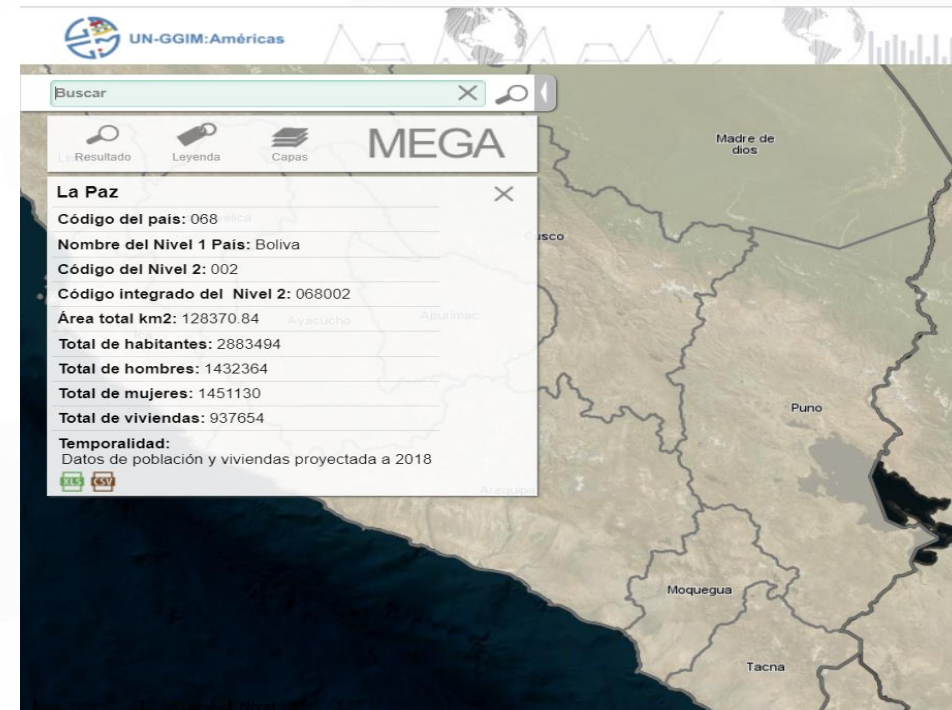 UN-GGIM:Américas
Buscar
Resultado
Leyenda
Capas
MEGA
La Paz
Código del país: 068
Nombre del Nivel 1 País: Boliva
Código del Nivel 2: 002
Código integrado del Nivel 2: 068002
Área total km2: 128370.84
Total de habitantes: 2883494
Total de hombres: 1432364
Total de mujeres: 1451130
Total de viviendas: 937654
Temporalidad:
Datos de población y viviendas proyectada a 2018
XLS CSV
Madre de
dios
Ayacucho
Apurimac
Puno
Arequipa
Moquegua
Tacna